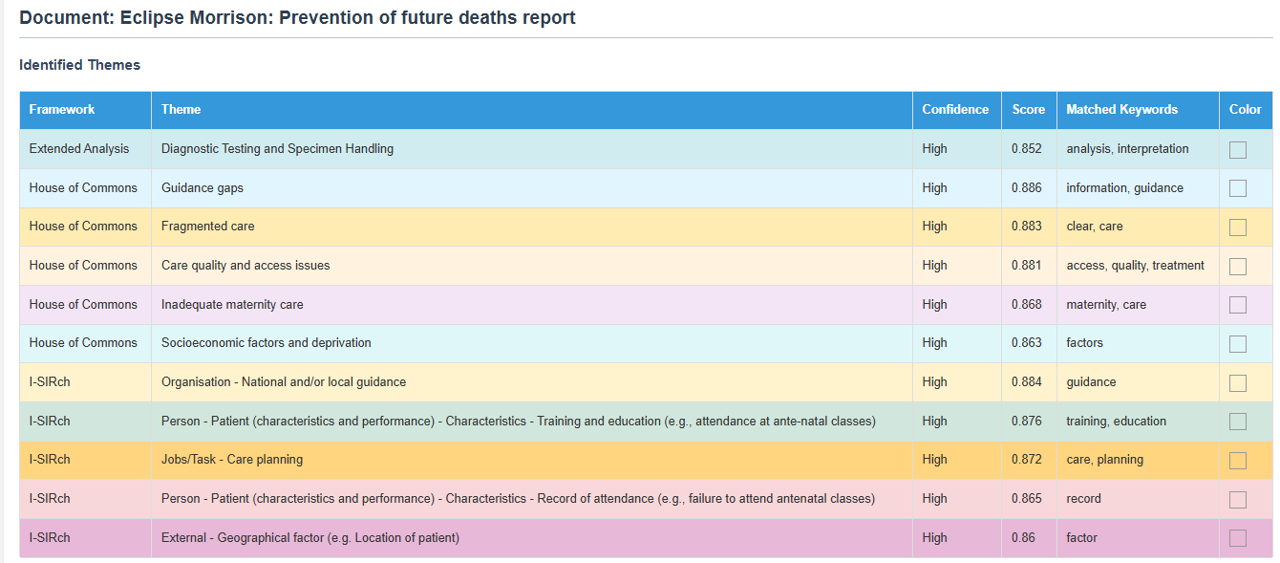 Document: Eclipse Morrison: Prevention of future deaths report
Identified Themes
Framework Theme Confidence Score Matched Keywords Color
Extended Analysis Diagnostic Testing and Specimen Handling High 0.852 analysis, interpretation
House of Commons Guidance gaps High 0.886 information, guidance
House of Commons Fragmented care High 0.883 clear, care
House of Commons Care quality and access issues High 0.881 access, quality, treatment
House of Commons Inadequate maternity care High 0.868 maternity, care
House of Commons Socioeconomic factors and deprivation High 0.863 factors
I-SIRch Organisation - National and/or local guidance High 0.884 guidance
I-SIRch Person - Patient (characteristics and performance) - Characteristics - Training and education (e.g., attendance at ante-natal classes) High 0.876 training, education
I-SIRch Jobs/Task - Care planning High 0.872 care, planning
I-SIRch Person - Patient (characteristics and performance) - Characteristics - Record of attendance (e.g., failure to attend antenatal classes) High 0.865 record
I-SIRch External - Geographical factor (e.g. Location of patient) High 0.86 factor